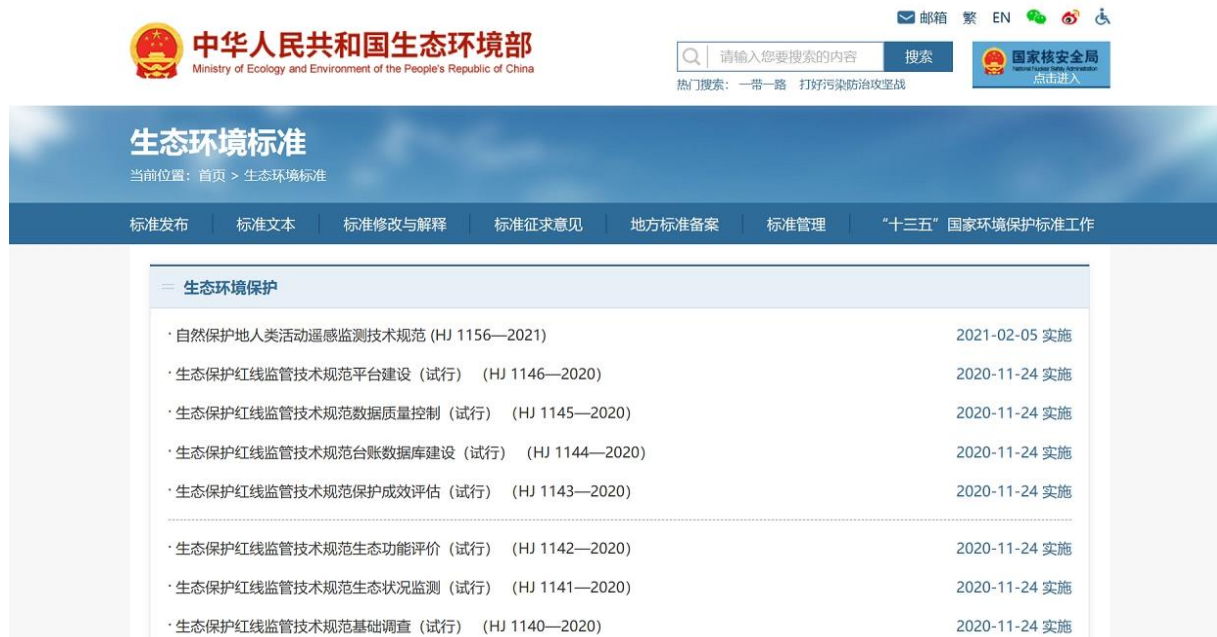 邮箱 繁 EN
中华人民共和国生态环境部
Ministry of Ecology and Environment of the People's Republic of China
请输入您要搜索的内容 搜索
热门搜索： 一带一路 打好污染防治攻坚战
国家核安全局
National Nuclear Safety Administration
点击进入
生态环境标准
当前位置：首页 > 生态环境标准
标准发布 标准文本 标准修改与解释 标准征求意见 地方标准备案 标准管理 “十三五”国家环境保护标准工作
生态环境保护
·自然保护地人类活动遥感监测技术规范 (HJ 1156—2021) 2021-02-05 实施
·生态保护红线监管技术规范平台建设（试行） （HJ 1146—2020） 2020-11-24 实施
·生态保护红线监管技术规范数据质量控制（试行） （HJ 1145—2020） 2020-11-24 实施
·生态保护红线监管技术规范台账数据库建设（试行） （HJ 1144—2020） 2020-11-24 实施
·生态保护红线监管技术规范保护成效评估（试行） （HJ 1143—2020） 2020-11-24 实施
·生态保护红线监管技术规范生态功能评价（试行） （HJ 1142—2020） 2020-11-24 实施
·生态保护红线监管技术规范生态状况监测（试行） （HJ 1141—2020） 2020-11-24 实施
·生态保护红线监管技术规范基础调查（试行） （HJ 1140—2020） 2020-11-24 实施